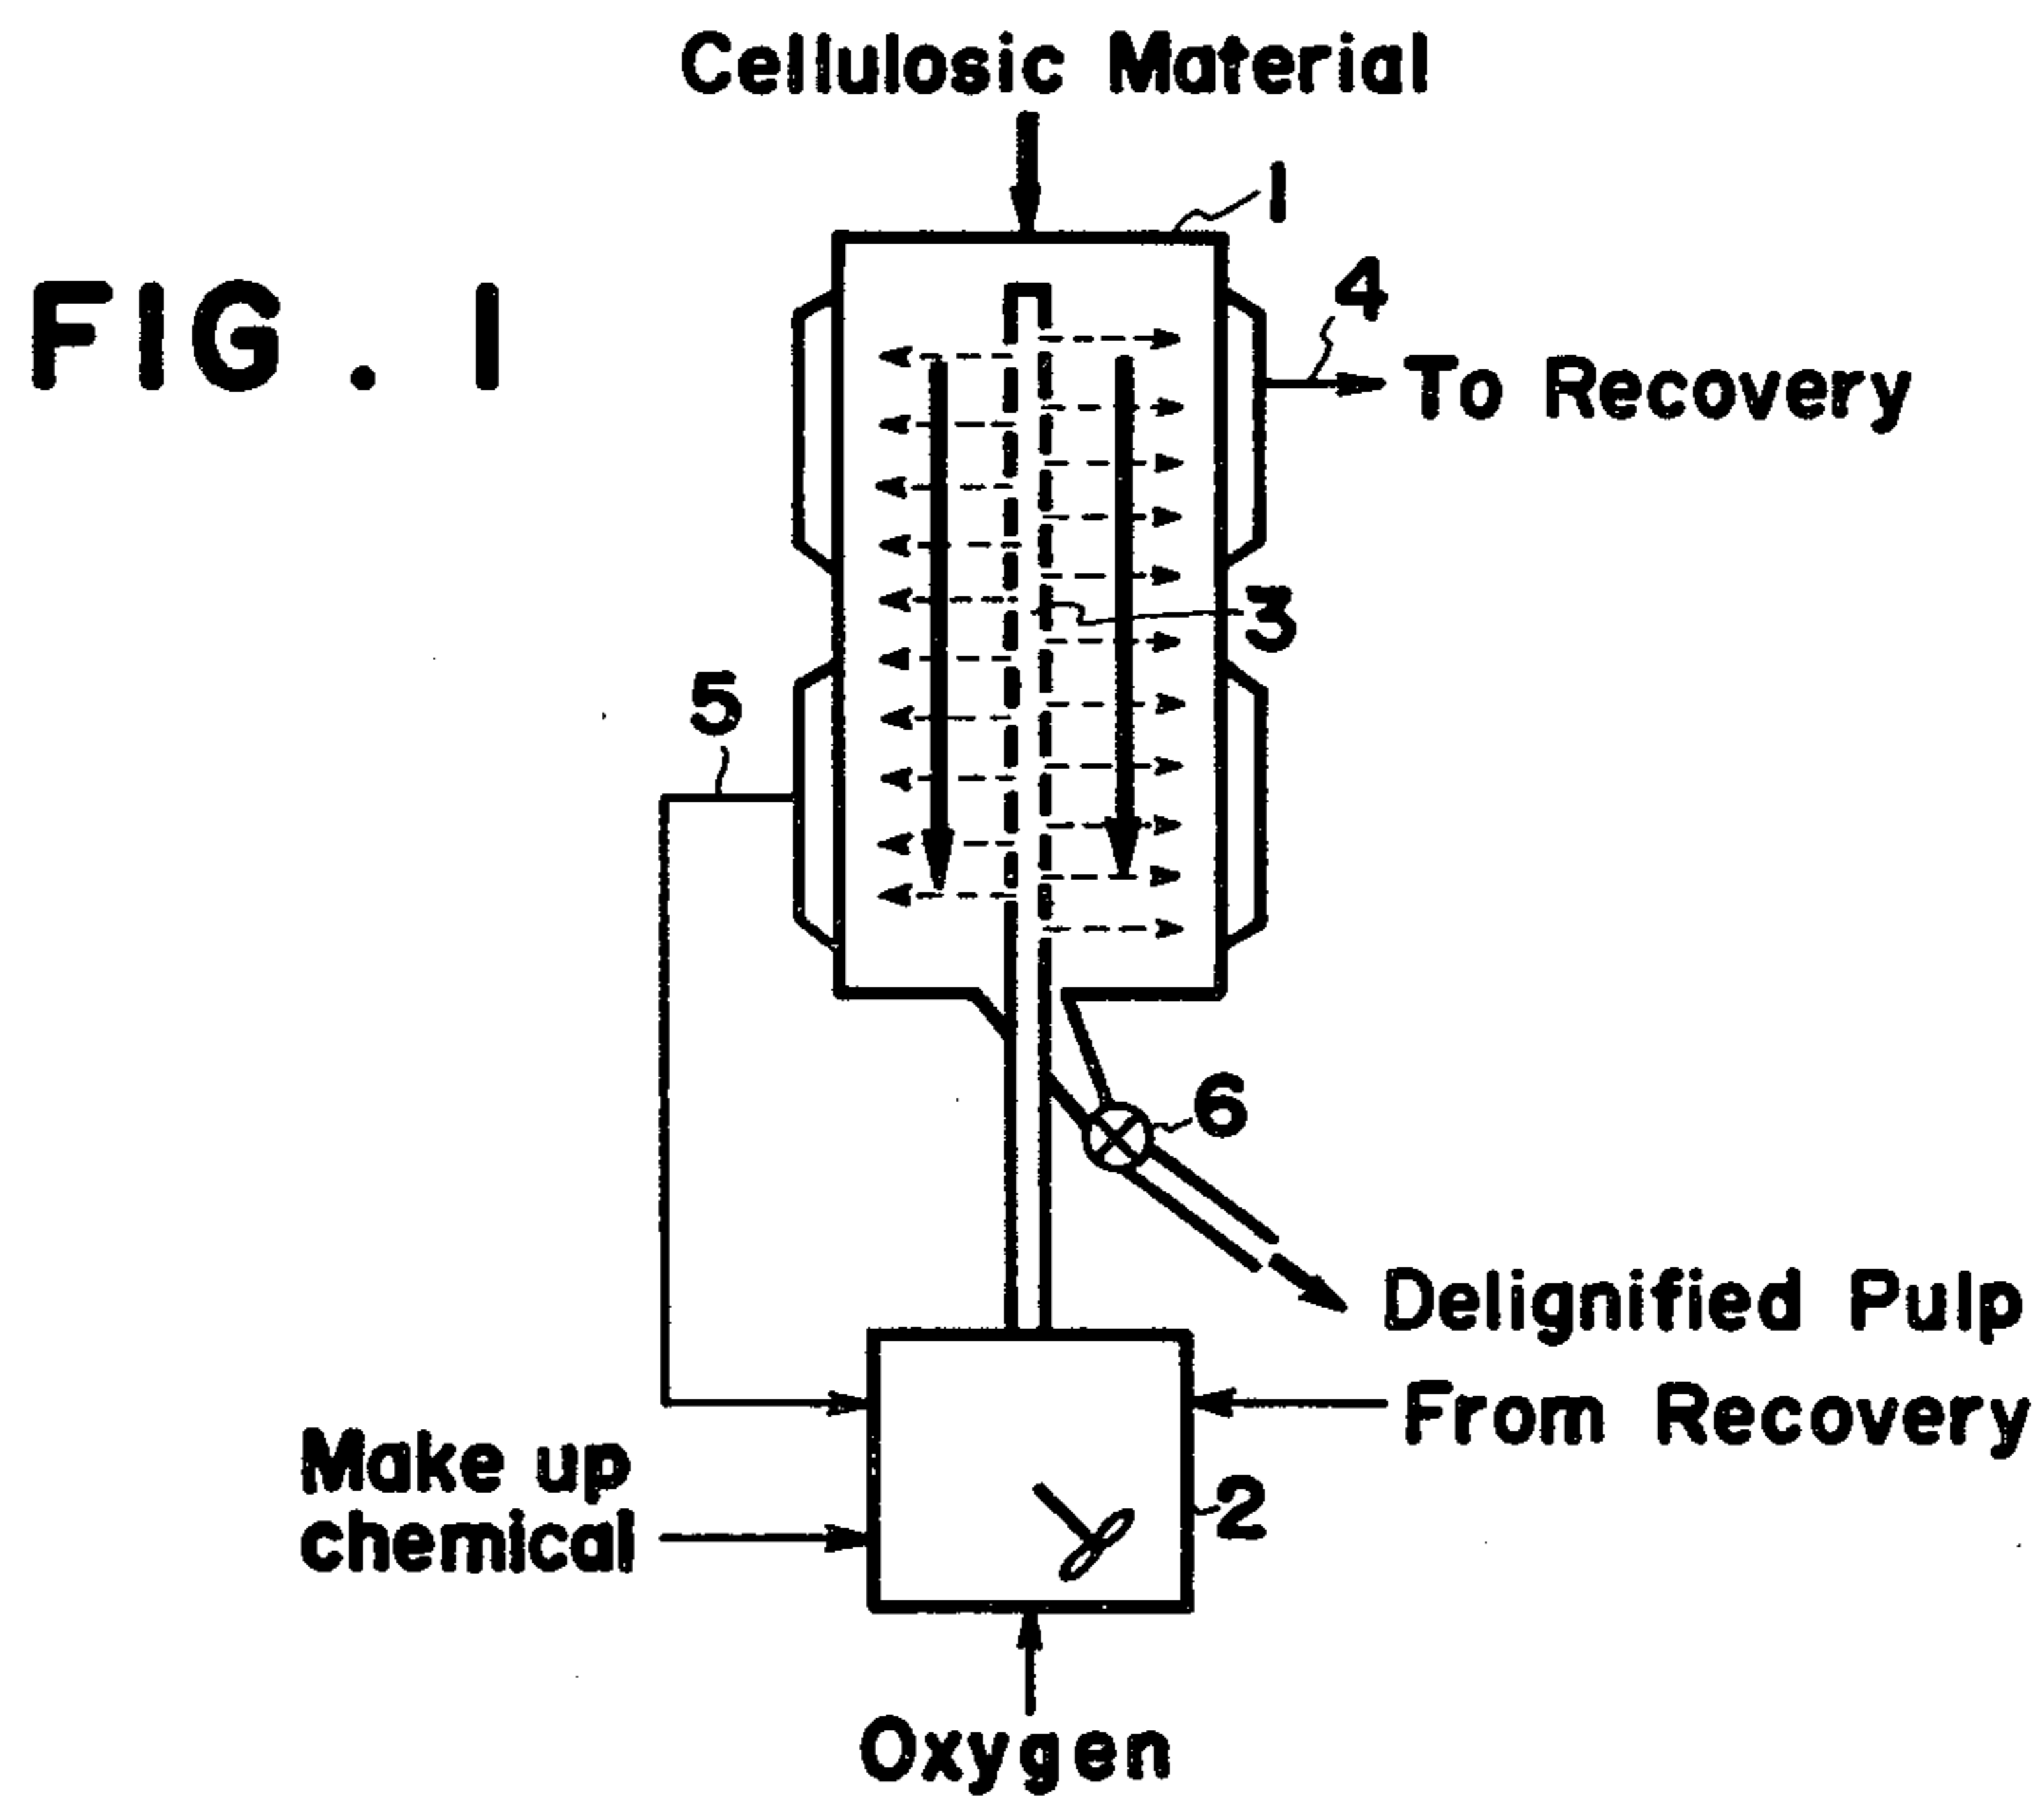 Cellulosic Material
1
FIG. 1
4
To Recovery
3
5
6
Delignified Pulp
From Recovery
Make up
chemical
2
Oxygen